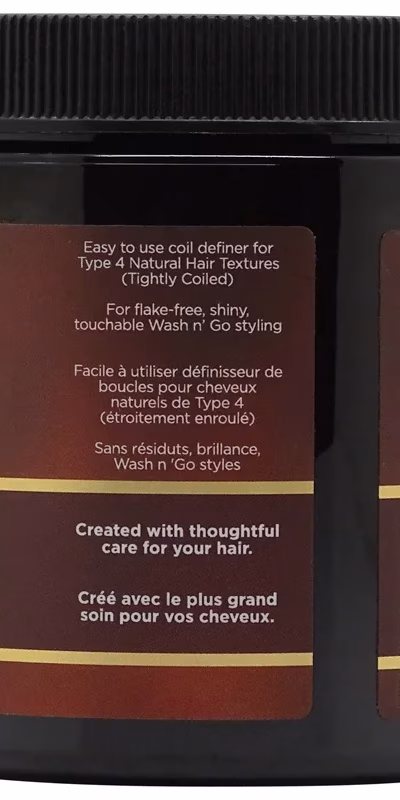 Easy to use coil definer for
Type 4 Natural Hair Textures
(Tightly Coiled)
For flake-free, shiny,
touchable Wash n' Go styling
Facile à utiliser définisseur de
boucles pour cheveux
naturels de Type 4
(étroitement enroulé)
Sans résiduts, brillance,
Wash n 'Go styles
Created with thoughtful
care for your hair.
Créé avec le plus grand
soin pour vos cheveux.